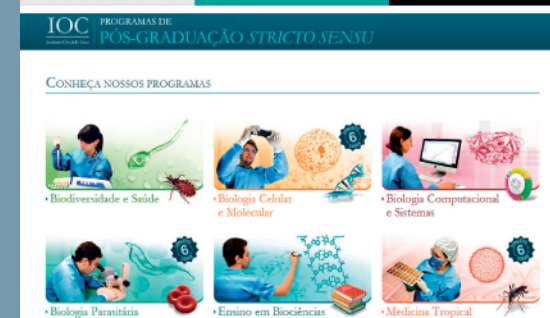 IOC
PROGRAMAS DE
PÓS-GRADUAÇÃO STRICTO SENSU
CONHEÇA NOSSOS PROGRAMAS
6
Biodiversidade e Saúde
Biologia Celular
e Molecular
Biologia Computacional
e Sistemas
6
6
Biologia Parasitária
Ensino em Biociências
Medicina Tropical